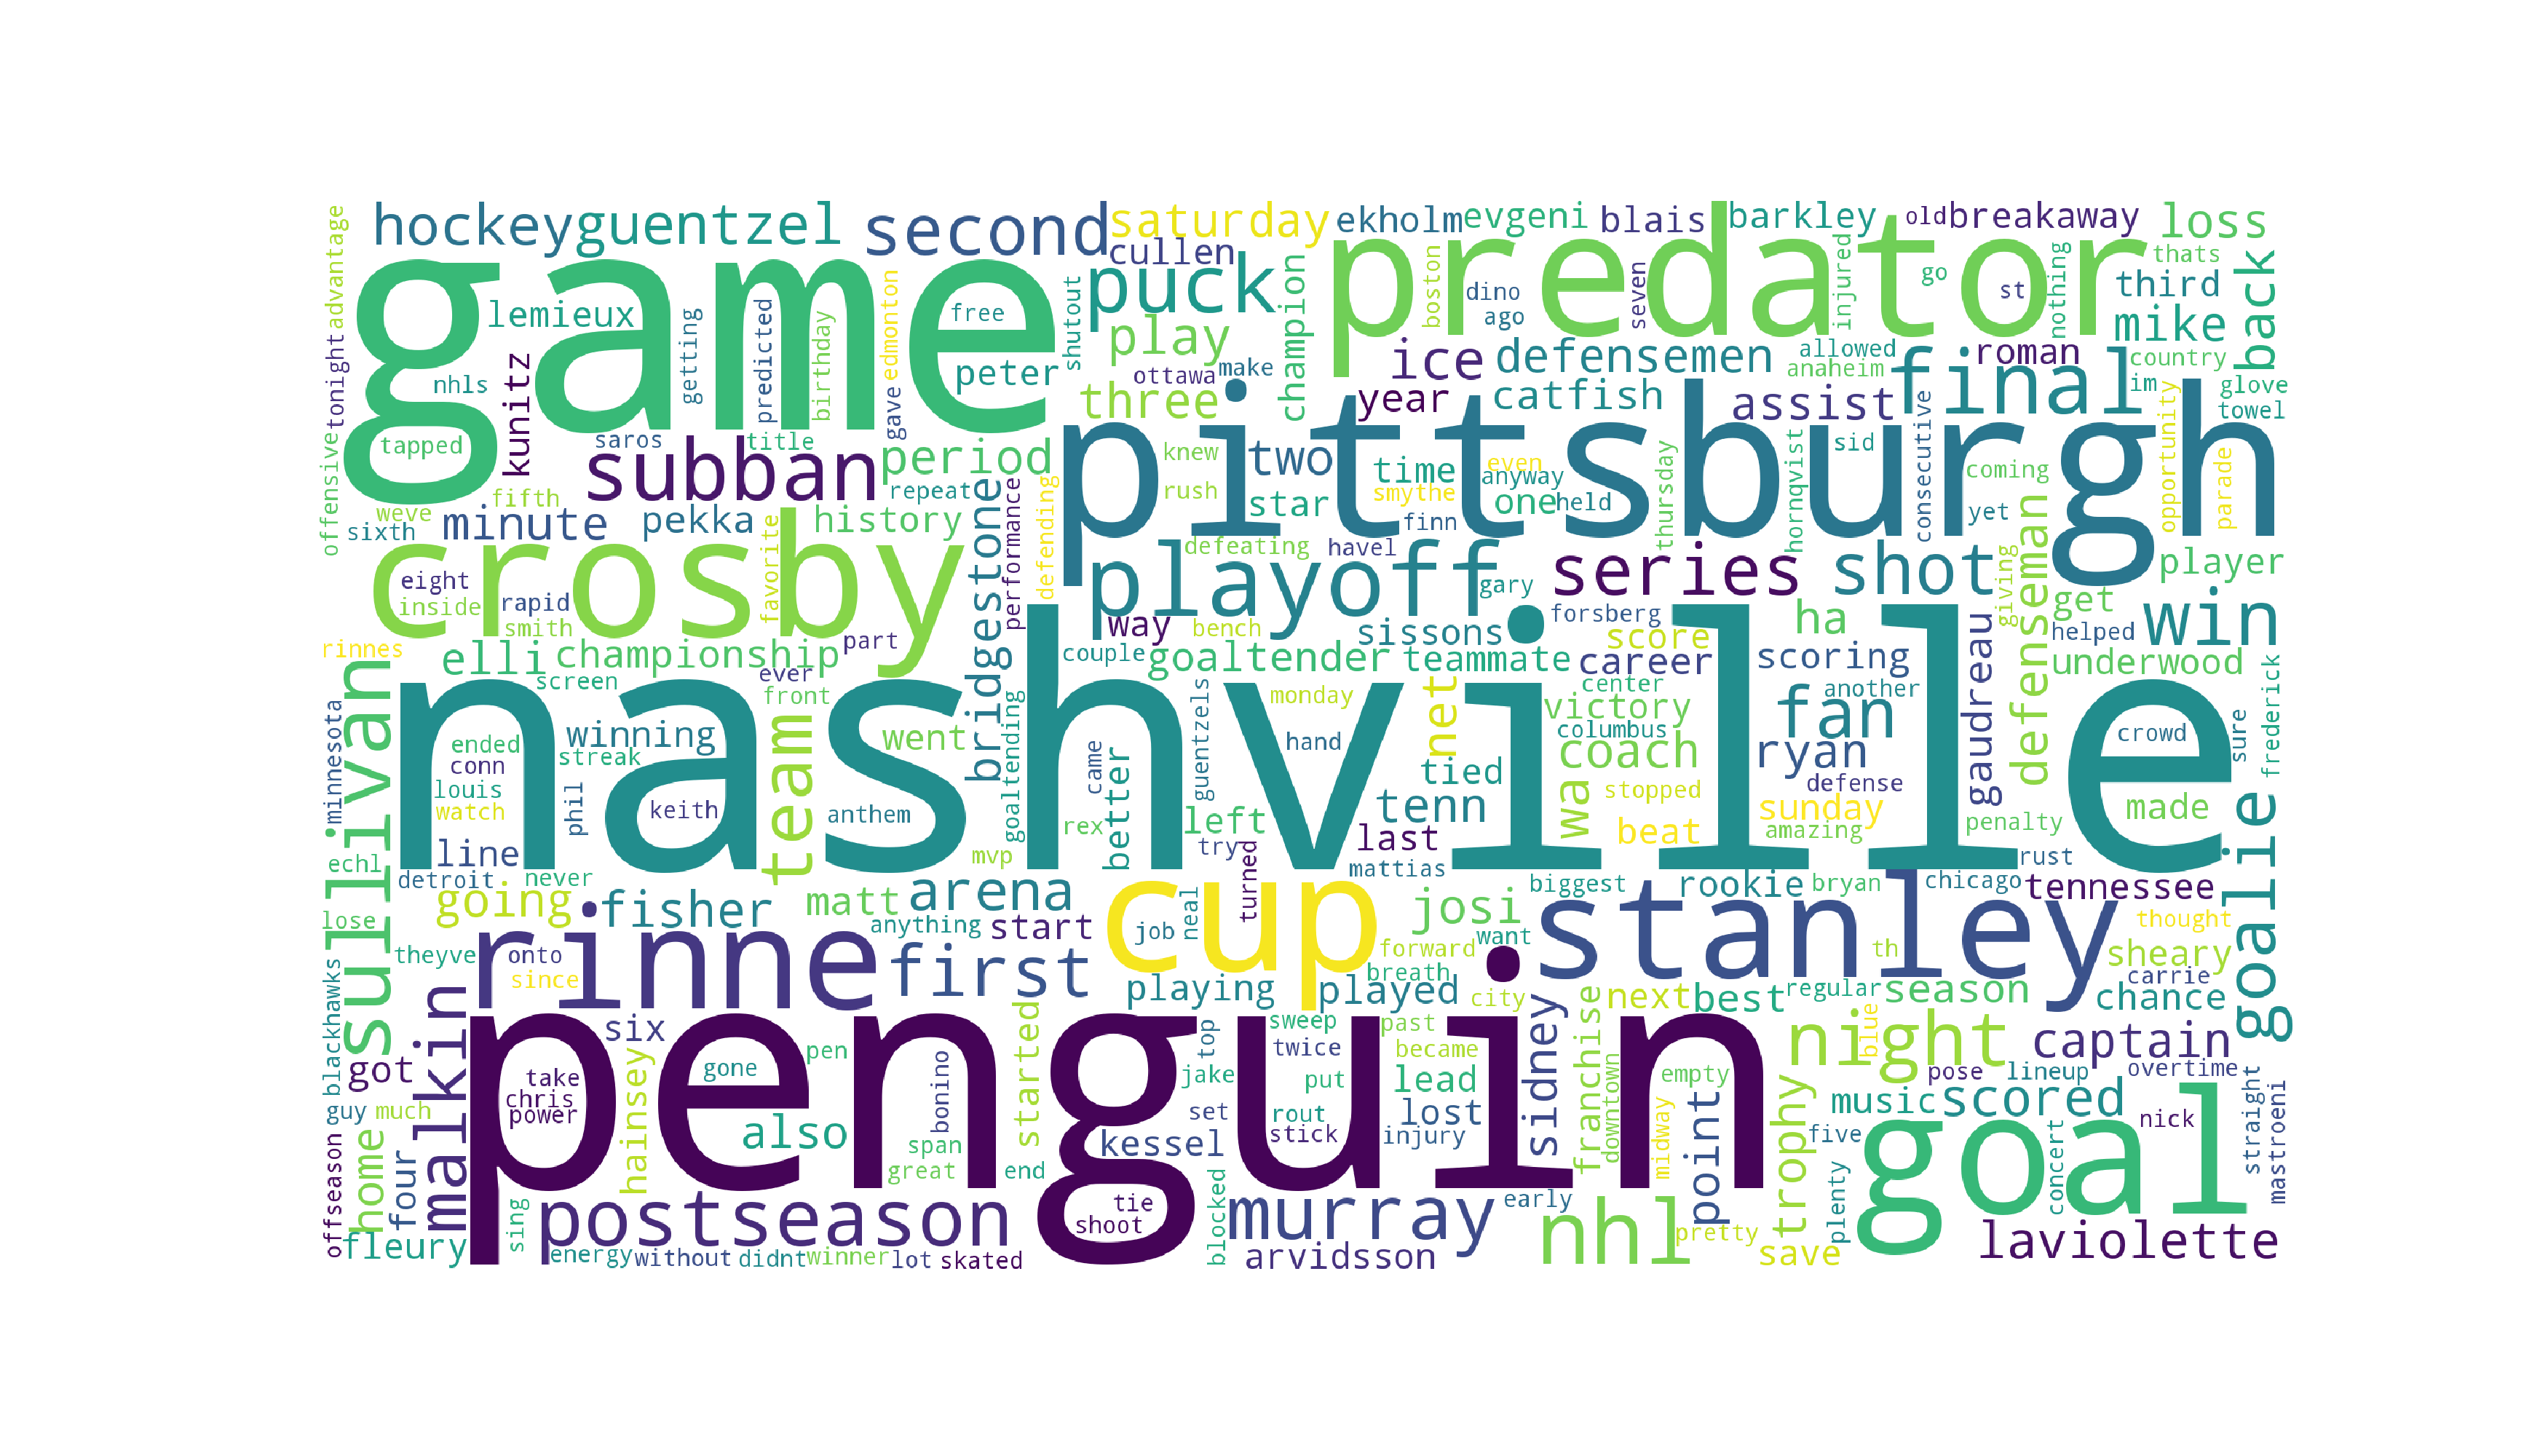 hockey
guentzel
second
saturday
cullen
ekholm
evgeni
blais
barkley
old
breakaway
loss
thats
advantage
tonight
offensive
game
predator
puck
lemieux
getting
predicted
birthday
edmonton
gave
free
peter
shutout
play
champion
boston
dino
ago
seven
injured
go
st
nothing
third
mike
back
nhls
kunitz
ottawa
make
ice
defensemen
allowed
anaheim
roman
country
im
glove
towel
three
year
catfish
assist
final
tapped
saros
title
subban
period
knew
two
time
even
anyway
hornqvist
sid
consecutive
coming
opportunity
parade
pittsburgh
fifth
weve
sixth
minute
pekka
history
repeat
bridgestone
performance
defending
rush
star
smythe
one
held
finn
thursday
yet
crosby
favorite
playoff
defeating
havel
gary
series
shot
defenseman
player
eight
inside
rapid
smith
forsberg
giving
get
win
rinnes
elli
championship
part
way
bench
sissons
score
ha
helped
sullivan
screen
ever
front
couple
goaltender
teammate
career
scoring
gaudreau
underwood
nashville
minnesota
winning
team
went
goaltending
guentzels
monday
net
center
victory
another
fan
frederick
sure
crowd
ended
conn
louis
watch
streak
phil
keith
anthem
came
better
hand
columbus
coach
ryan
tied
defense
stopped
rex
left
tenn
wa
sunday
penalty
made
goalie
line
mvp
try
turned
last
beat
amazing
rust
echl
detroit
never
mattias
biggest
rookie
bryan
chicago
tennessee
going
fisher
matt
arena
neal
cup
josi
stanley
lose
anything
start
job
forward
want
th
thought
theyve
onto
since
rinne
first
breath
sheary
carrie
blackhawks
malkin
playing
played
city
sidney
next
best
regular
season
chance
penguin
six
started
top
sweep
past
franchise
night
blue
captain
got
hainsey
gone
pen
jake
twice
became
downtown
empty
pose
lineup
overtime
take
chris
power
bonino
put
lead
midway
point
trophy
music
scored
guy
much
set
rout
lost
five
nick
straight
mastroeni
offseason
home
four
also
span
great
end
kessel
stick
injury
goal
plenty
concert
fleury
sing
postseason
tie
shoot
blocked
murray
early
nhl
pretty
laviolette
energy
without
didnt
winner
lot
skated
arvidsson
save